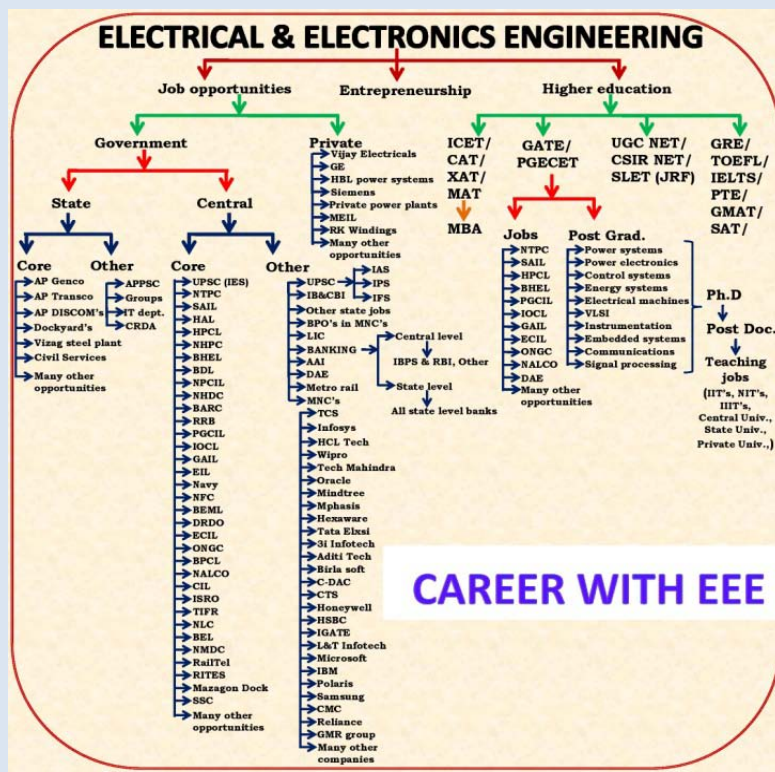 ELECTRICAL & ELECTRONICS ENGINEERING
Job opportunities
Entrepreneurship
Higher education
Government
Private
Vijay Electricals
GE
HBL power systems
Siemens
Private power plants
MEIL
RK Windings
Many other
opportunities
ICET/
CAT/
XAT/
MAT
MBA
GATE/
PGECET
UGC NET/
CSIR NET/
SLET (JRF)
GRE/
TOEFL/
IELTS/
PTE/
GMAT/
SAT/
State
Central
Core
AP Genco
AP Transco
AP DISCOM's
Dockyard's
Vizag steel plant
Civil Services
Many other
opportunities
Other
APPSC
Groups
IT dept.
CRDA
Core
UPSC (IES)
NTPC
SAIL
HAL
HPCL
NHPC
BHEL
BDL
NPCIL
NHDC
BARC
RRB
PGCIL
IOCL
GAIL
EIL
Navy
NFC
BEML
DRDO
ECIL
ONGC
BPCL
NALCO
CIL
ISRO
TIFR
NLC
BEL
NMDC
RailTel
RITES
Mazagon Dock
SSC
Many other
opportunities
Other
UPSC
IAS
IPS
IFS
IB&CBI
Other state jobs
BPO's in MNC's
LIC
BANKING
Central level
IBPS & RBI, Other
State level
All state level banks
AAI
DAE
Metro rail
MNC's
TCS
Infosys
HCL Tech
Wipro
Tech Mahindra
Oracle
Mindtree
Mphasis
Hexaware
Tata Elxsi
3i Infotech
Aditi Tech
Birla soft
C-DAC
CTS
Honeywell
HSBC
IGATE
L&T Infotech
Microsoft
IBM
Polaris
Samsung
CMC
Reliance
GMR group
Many other
companies
Jobs
NTPC
SAIL
HPCL
BHEL
PGCIL
IOCL
GAIL
ECIL
ONGC
NALCO
DAE
Many other
opportunities
Post Grad.
Power systems
Power electronics
Control systems
Energy systems
Electrical machines
VLSI
Instrumentation
Embedded systems
Communications
Signal processing
Ph.D
Post Doc.
Teaching
jobs
(IIT's, NIT's,
IIIT's,
Central Univ.,
State Univ.,
Private Univ.,)
CAREER WITH EEE